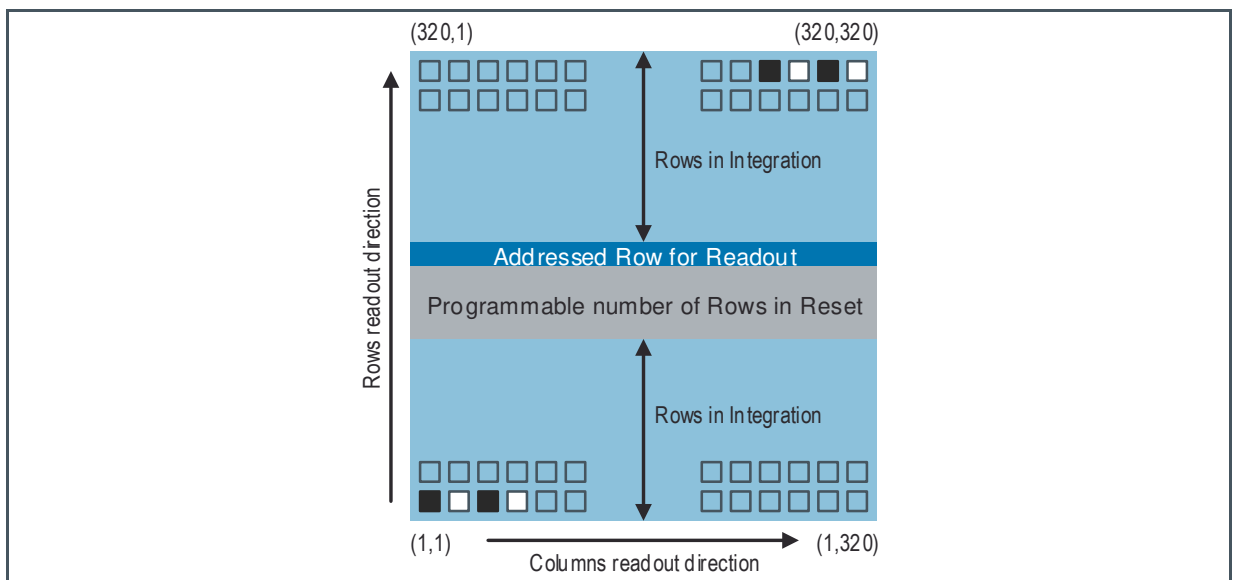 (320,1)
(320,320)
Rows in Integration
Rows readout direction
Addressed Row for Readout
Programmable number of Rows in Reset
Rows in Integration
(1,1)
(1,320)
Columns readout direction